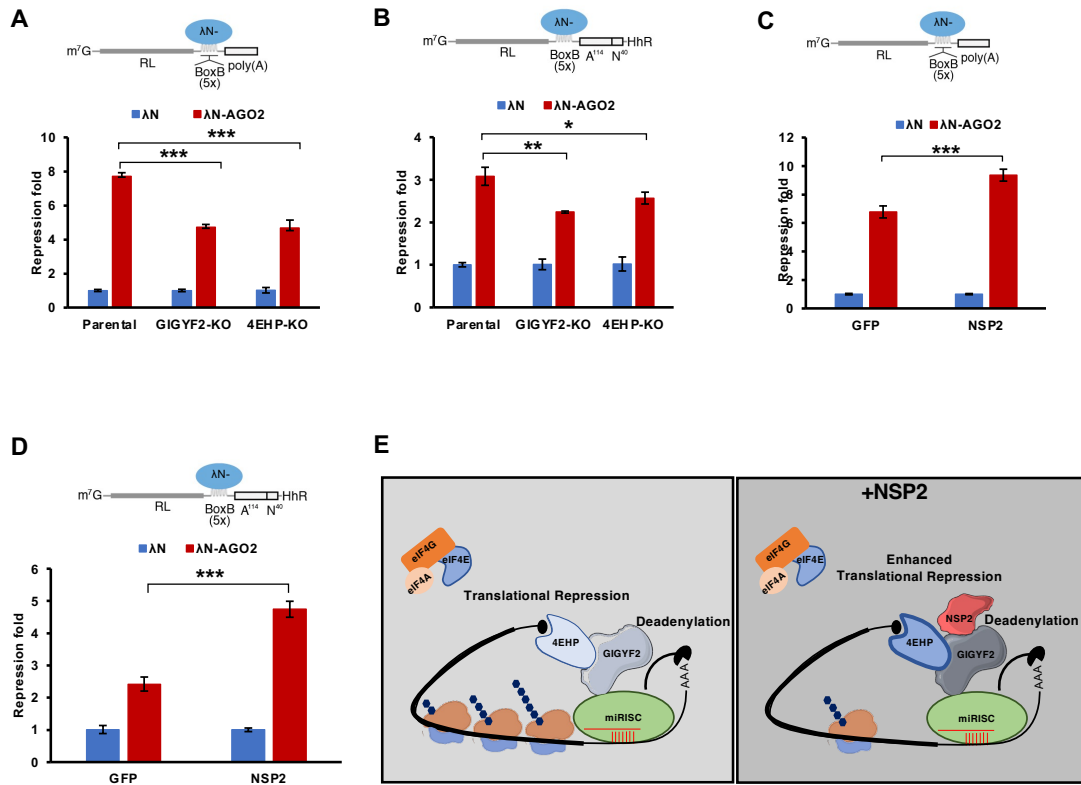 A
λN-
m⁷G
RL
BoxB
(5x)
poly(A)
λN
λN-AGO2
***
***
Repression fold
10
8
6
4
2
0
Parental
GIGYF2-KO
4EHP-KO
B
λN-
m⁷G
RL
BoxB
(5x)
A¹¹⁴
N⁴⁰
HhR
λN
λN-AGO2
*
**
Repression fold
4
3
2
1
0
Parental
GIGYF2-KO
4EHP-KO
C
λN-
m⁷G
RL
BoxB
(5x)
poly(A)
λN
λN-AGO2
***
Repression fold
12
10
8
6
4
2
0
GFP
NSP2
D
λN-
m⁷G
RL
BoxB
(5x)
A¹¹⁴
N⁴⁰
HhR
λN
λN-AGO2
***
Repression fold
6
5
4
3
2
1
0
GFP
NSP2
E
eIF4G
eIF4E
eIF4A
Translational Repression
Deadenylation
4EHP
GIGYF2
AAA
miRISC
+NSP2
eIF4G
eIF4E
eIF4A
Enhanced
Translational Repression
NSP2
Deadenylation
4EHP
GIGYF2
AAA
miRISC